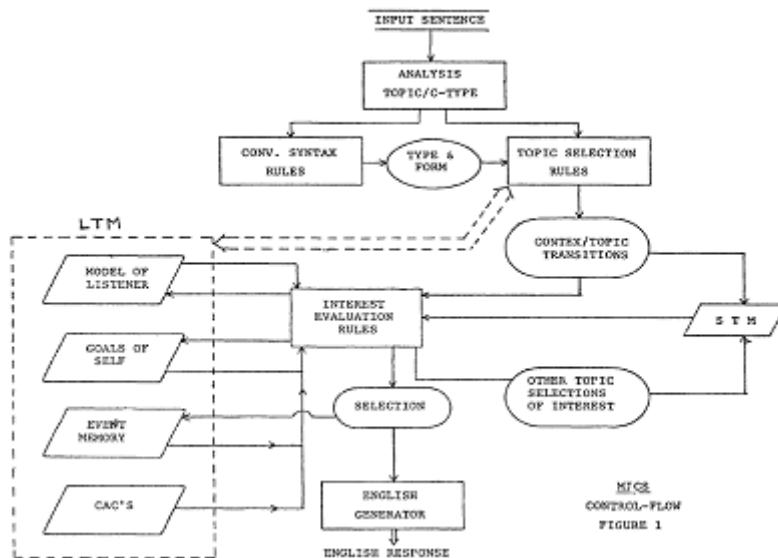 INPUT SENTENCE
ANALYSIS
TOPIC/C-TYPE
CONV. SYNTAX
RULES
TYPE &
FORM
TOPIC SELECTION
RULES
LTM
CONTEX/TOPIC
TRANSITIONS
MODEL OF
LISTENER
INTEREST
EVALUATION
RULES
S T M
GOALS OF
SELF
SELECTION
OTHER TOPIC
SELECTIONS
OF INTEREST
EVENT
MEMORY
CAC'S
ENGLISH
GENERATOR
MICS
CONTROL-FLOW
FIGURE 1
ENGLISH RESPONSE